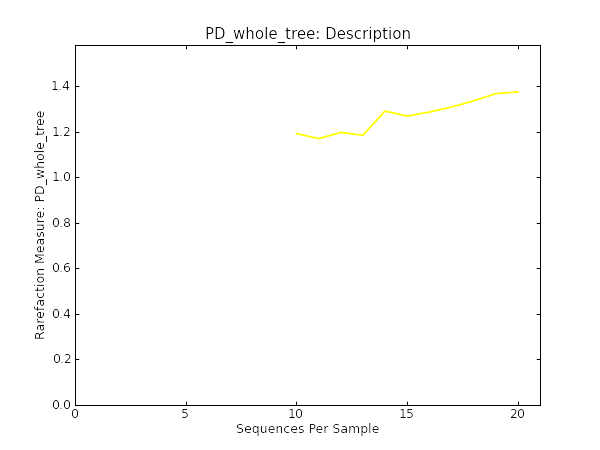 PD_whole_tree: Description
Rarefaction Measure: PD_whole_tree
1.4
1.2
1.0
0.8
0.6
0.4
0.2
0.0
0 5 10 15 20
Sequences Per Sample